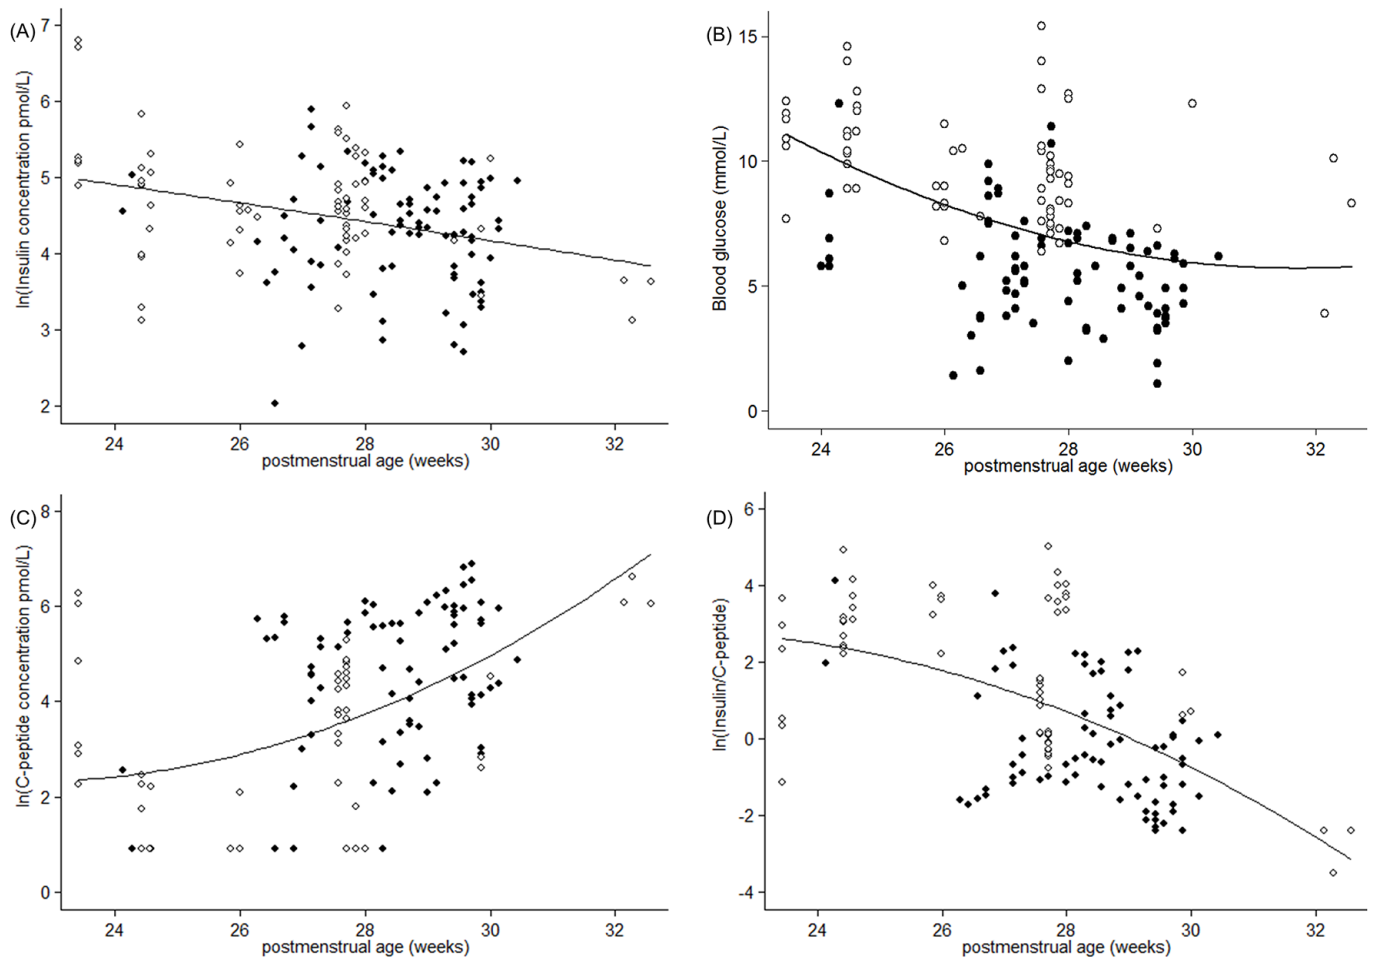 (A)
ln(Insulin concentration pmol/L)
7
6
5
4
3
2
24 26 28 30 32
postmenstrual age (weeks)
(B)
Blood glucose (mmol/L)
15
10
5
0
24 26 28 30 32
postmenstrual age (weeks)
(C)
ln(C-peptide concentration pmol/L)
8
6
4
2
0
24 26 28 30 32
postmenstrual age (weeks)
(D)
ln(Insulin/C-peptide)
6
4
2
0
-2
-4
24 26 28 30 32
postmenstrual age (weeks)